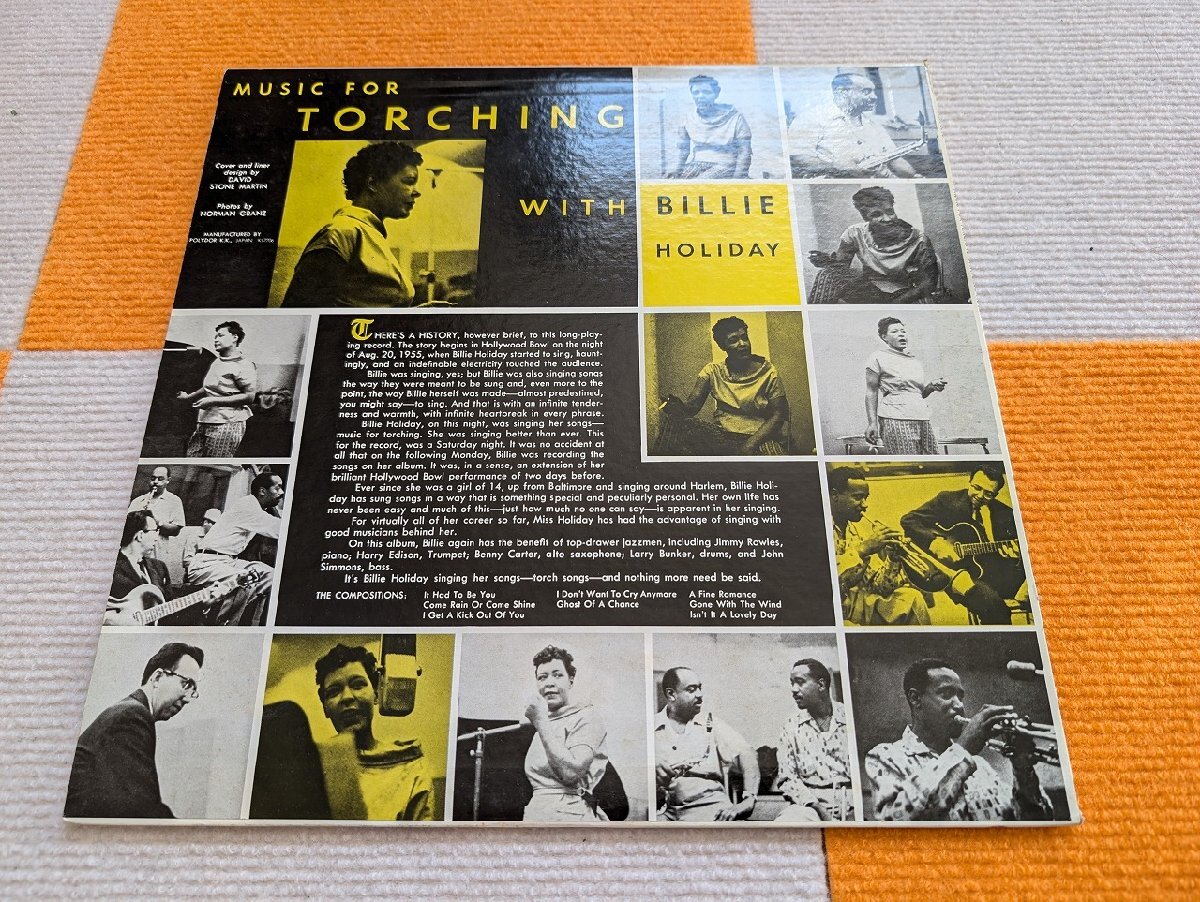 MUSIC FOR
TORCHING
WITH BILLIE
HOLIDAY
Cover and liner
design by
DAVID
STONE MARTIN
Photos by
NORMAN GRANZ
MANUFACTURED BY
POLYDOR K.K., JAPAN
THERE'S A HISTORY, however brief, to this long-play-
ing record. The story begins in Hollywood Bowl on the night
of Aug. 20, 1955, when Billie Holiday started to sing, haunt-
ingly, and an indefinable electricity touched the audience.
Billie was singing, yes; but Billie was also singing songs
the way they were meant to be sung and, even more to the
point, the way Billie herself was made—almost predestined,
you might say—to sing. And that is with an infinite tender-
ness and warmth, with infinite heartbreak in every phrase.
Billie Holiday, on this night, was singing her songs—
music for torching. She was singing better than ever. This
for the record, was a Saturday night. It was no accident at
all that on the following Monday, Billie was recording the
songs on her album. It was, in a sense, an extension of her
brilliant Hollywood Bowl performance of two days before.
Ever since she was a girl of 14, up from Baltimore and singing around Harlem, Billie Holi-
day has sung songs in a way that is something special and peculiarly personal. Her own life has
never been easy and much of this—just how much no one can say—is apparent in her singing.
For virtually all of her career so far, Miss Holiday has had the advantage of singing with
good musicians behind her.
On this album, Billie again has the benefit of top-drawer jazzmen, including Jimmy Rowles,
piano; Harry Edison, Trumpet; Benny Carter, alto saxophone; Larry Bunker, drums, and John
Simmons, bass.
It's Billie Holiday singing her songs—torch songs—and nothing more need be said.
THE COMPOSITIONS: It Had To Be You I Don't Want To Cry Anymore A Fine Romance
Come Rain Or Come Shine Ghost Of A Chance Gone With The Wind
I Get A Kick Out Of You Isn't It A Lovely Day